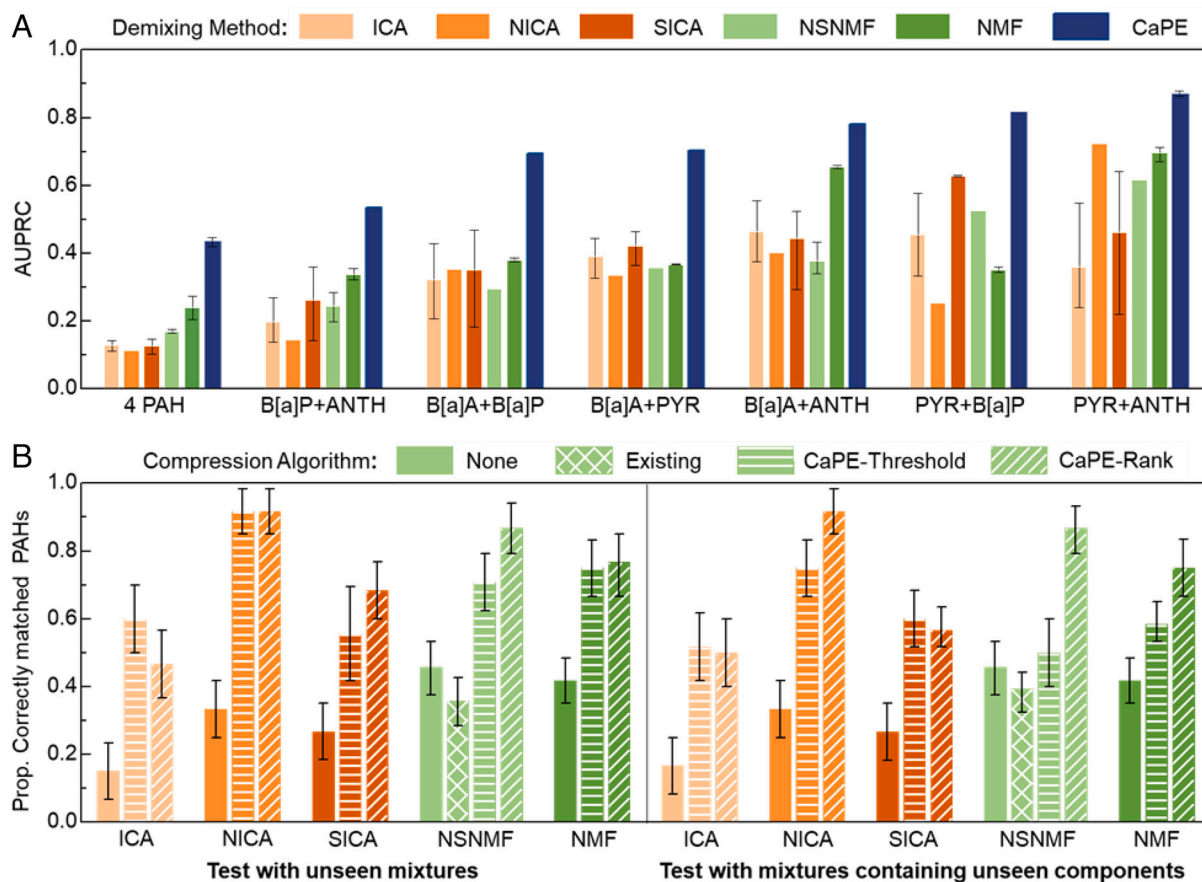 A
Demixing Method: ICA NICA SICA NSNMF NMF CaPE
1.0
0.8
0.6
0.4
0.2
0.0
AUPRC
4 PAH B[a]P+ANTH B[a]A+B[a]P B[a]A+PYR B[a]A+ANTH PYR+B[a]P PYR+ANTH
B
Compression Algorithm: None Existing CaPE-Threshold CaPE-Rank
1.0
0.8
0.6
0.4
0.2
0.0
Prop. Correctly matched PAHs
ICA NICA SICA NSNMF NMF ICA NICA SICA NSNMF NMF
Test with unseen mixtures Test with mixtures containing unseen components